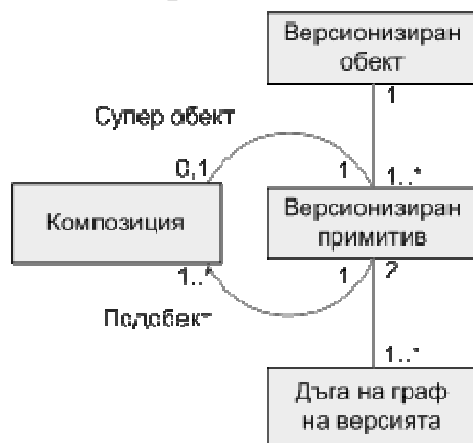 Версионизиран
обект
1
Супер обект
0,1
1
1..*
Композиция
Версионизиран
примитив
1..*
1
2
Подобект
1..*
Дъга на граф
на версията